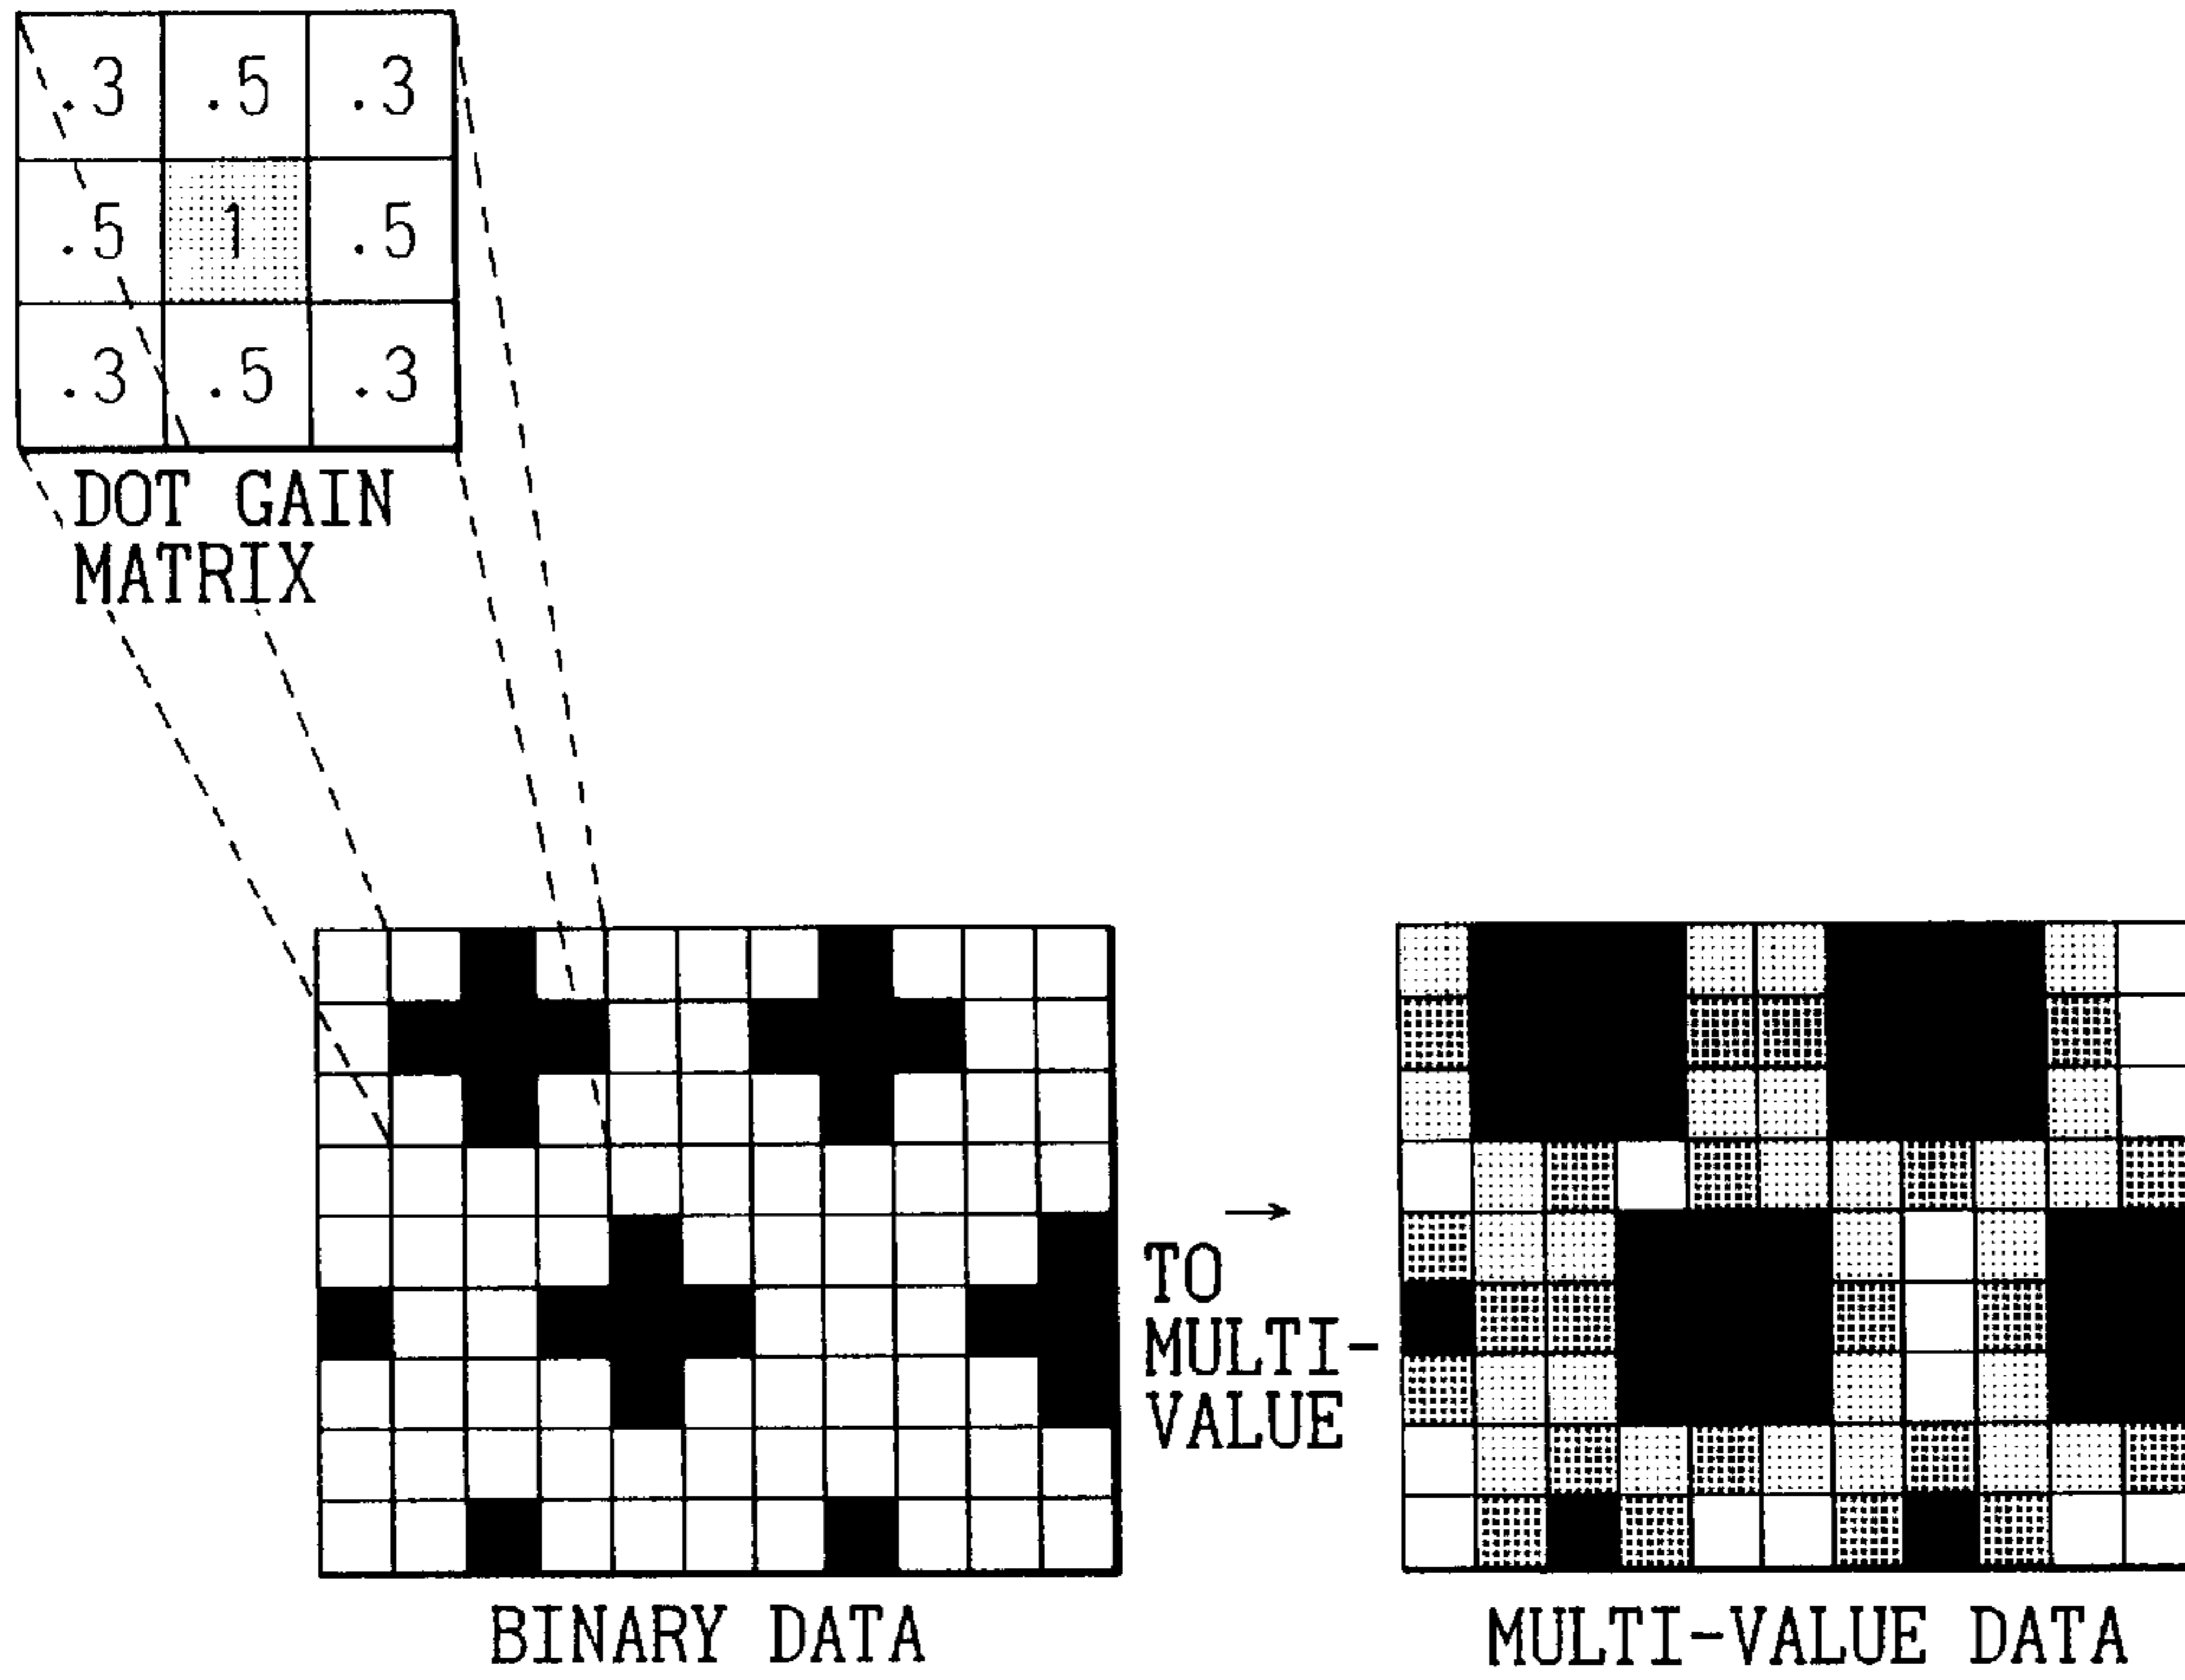 .3 .5 .3
.5 1 .5
.3 .5 .3
DOT GAIN
MATRIX
TO
MULTI-
VALUE
BINARY DATA
MULTI-VALUE DATA